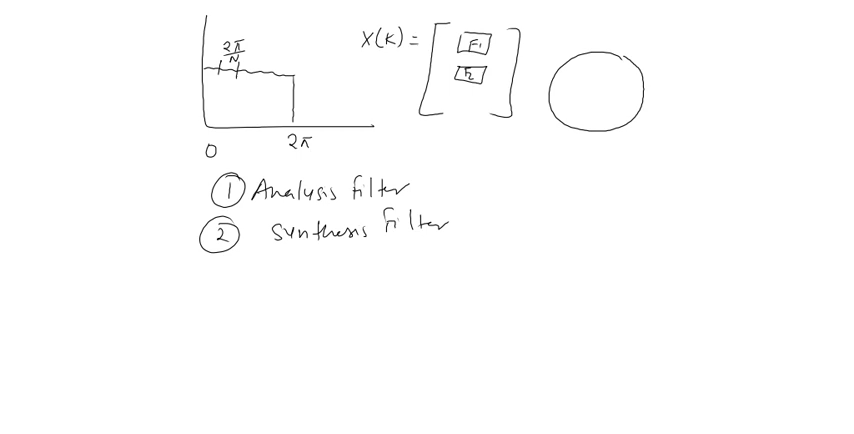 2π/N
X(K) =
F1
F2
0
2π
① Analysis filter
② Synthesis filter